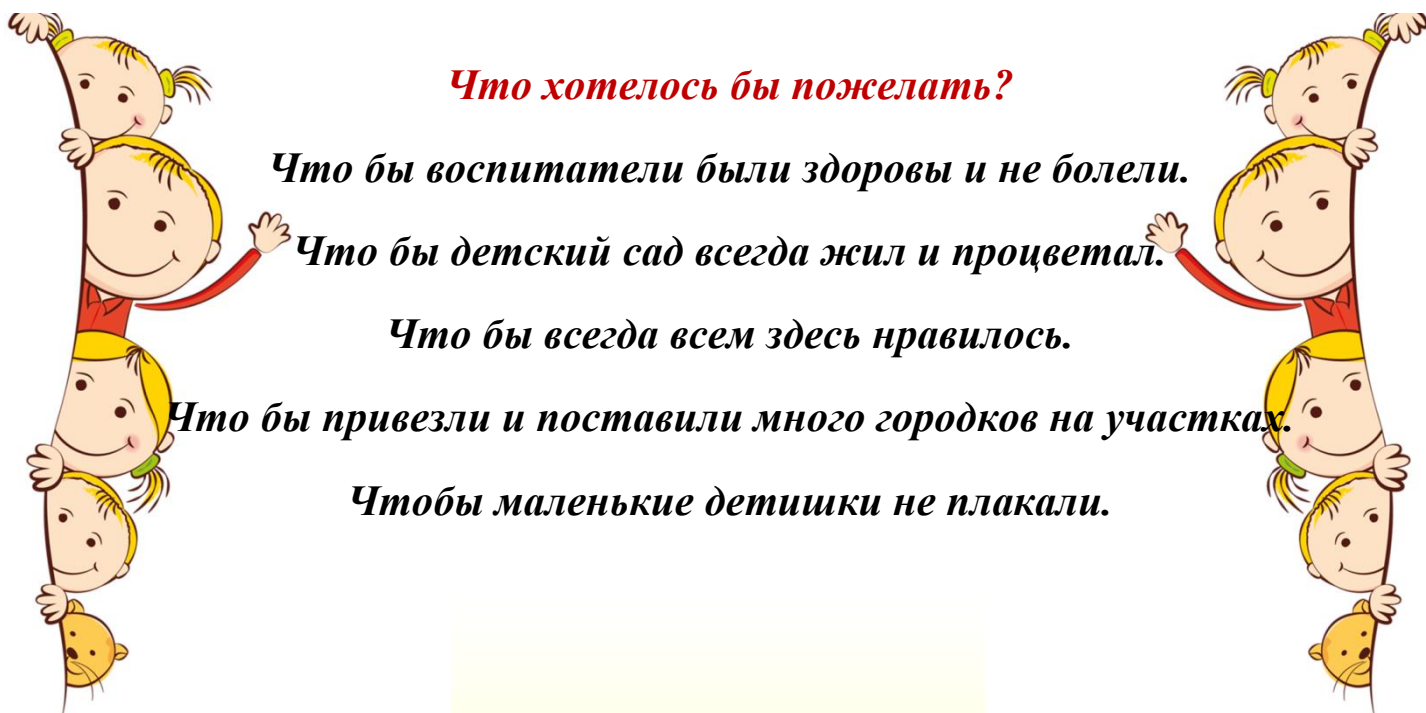 Что хотелось бы пожелать?
Что бы воспитатели были здоровы и не болели.
Что бы детский сад всегда жил и процветал.
Что бы всегда всем здесь нравилось.
Что бы привезли и поставили много городков на участках.
Чтобы маленькие детишки не плакали.